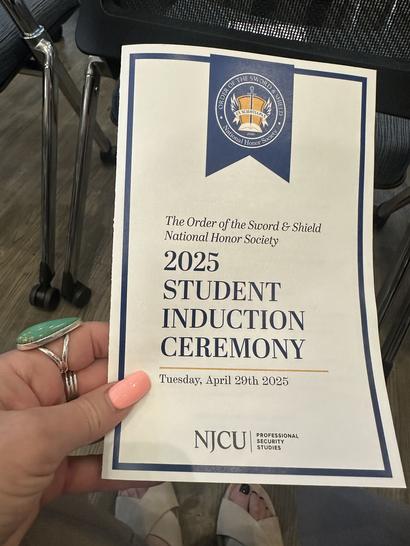 ORDER OF THE SWORD & SHIELD
National Honor Society
The Order of the Sword & Shield
National Honor Society
2025
STUDENT
INDUCTION
CEREMONY
Tuesday, April 29th 2025
NJCU
PROFESSIONAL
SECURITY
STUDIES